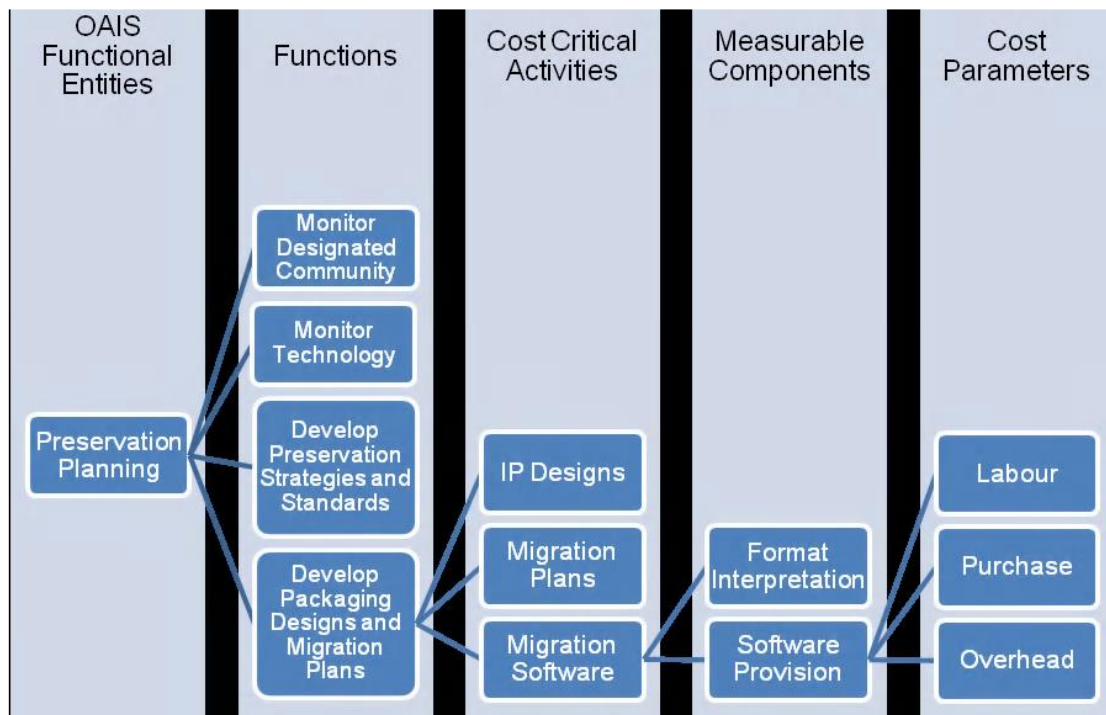 OAIS
Functional
Entities
Functions
Cost Critical
Activities
Measurable
Components
Cost
Parameters
Preservation
Planning
Monitor
Designated
Community
Monitor
Technology
Develop
Preservation
Strategies and
Standards
Develop
Packaging
Designs and
Migration
Plans
IP Designs
Migration
Plans
Migration
Software
Format
Interpretation
Software
Provision
Labour
Purchase
Overhead